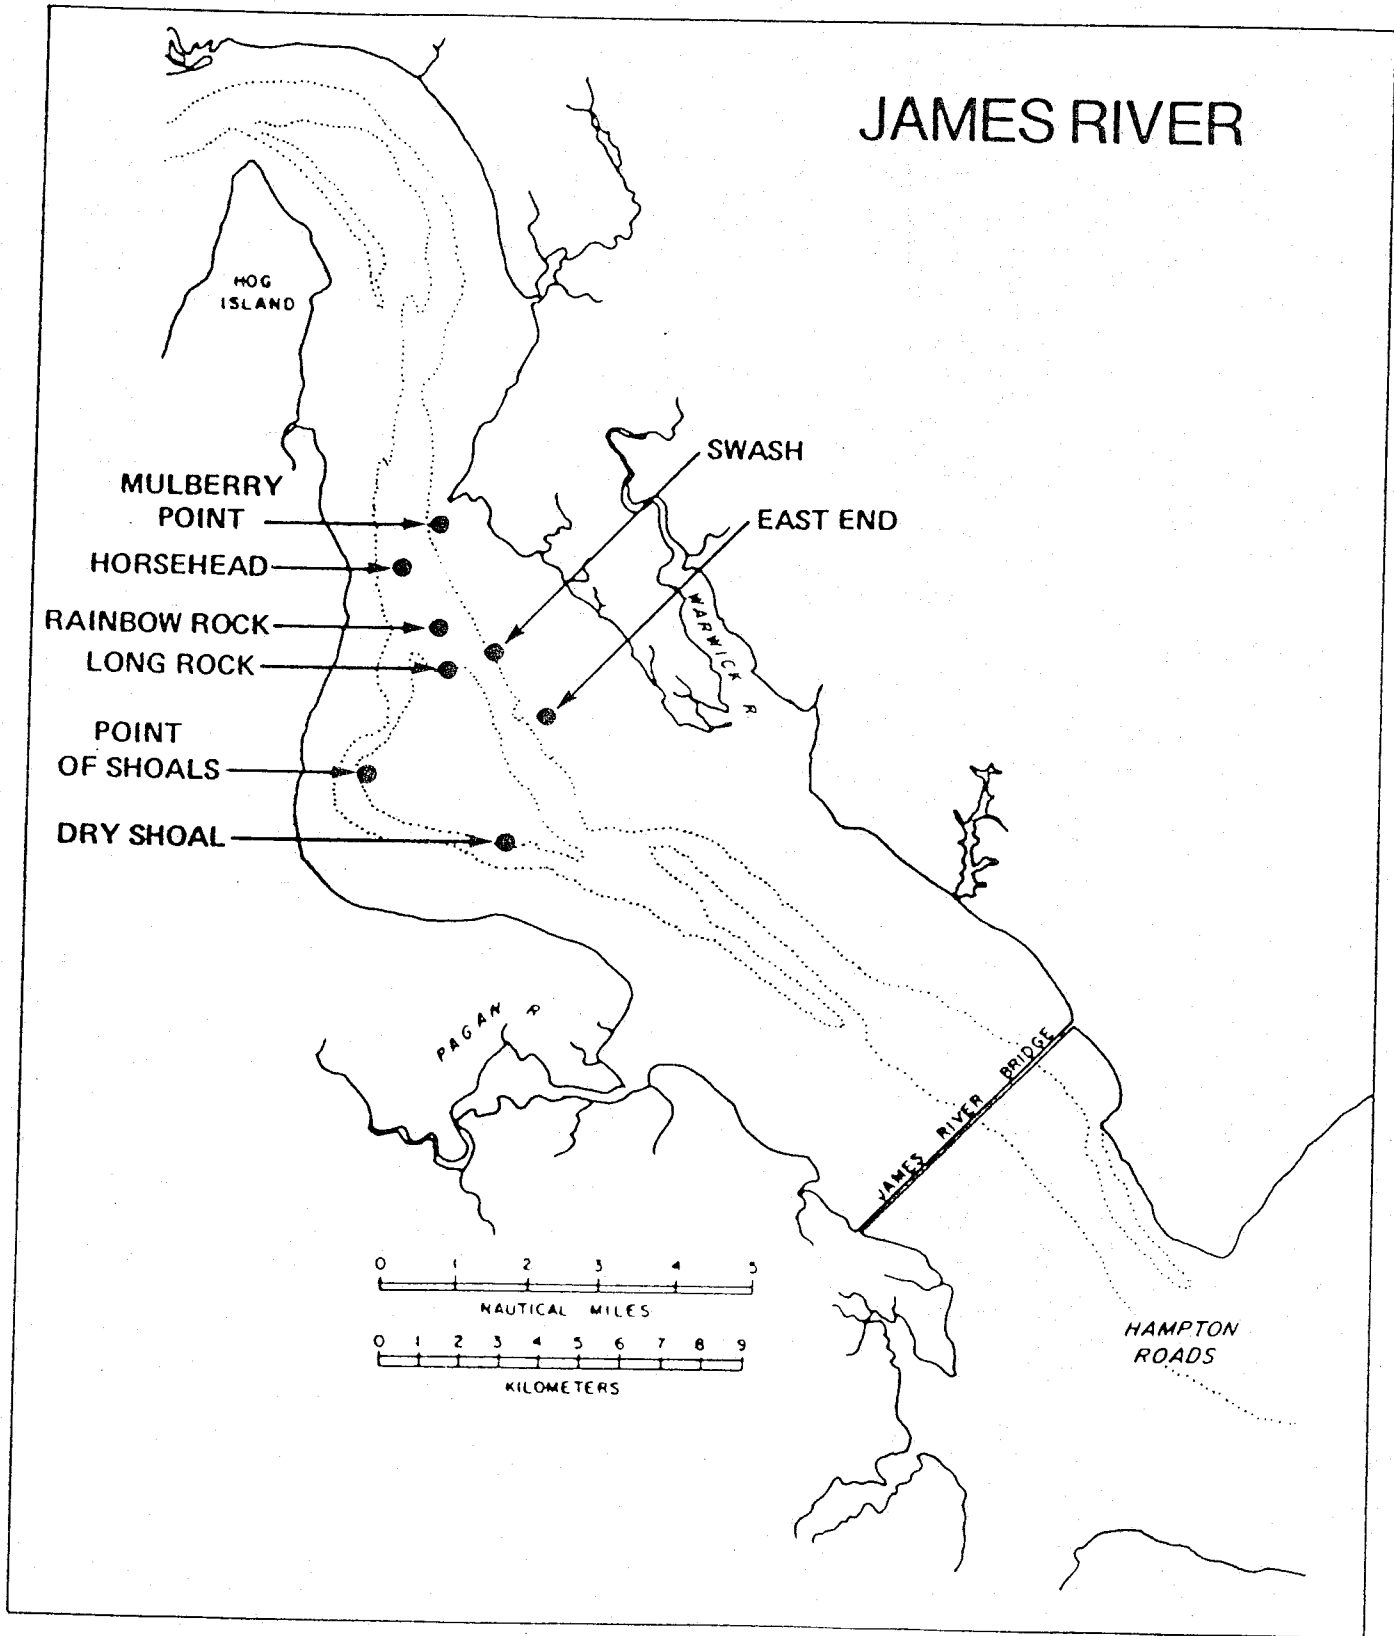 JAMES RIVER
HOG
ISLAND
SWASH
MULBERRY
POINT
EAST END
HORSEHEAD
RAINBOW ROCK
LONG ROCK
WARWICK R
POINT
OF SHOALS
DRY SHOAL
PAGAN R
JAMES RIVER BRIDGE
0 1 2 3 4 5
NAUTICAL MILES
0 1 2 3 4 5 6 7 8 9
KILOMETERS
HAMPTON
ROADS